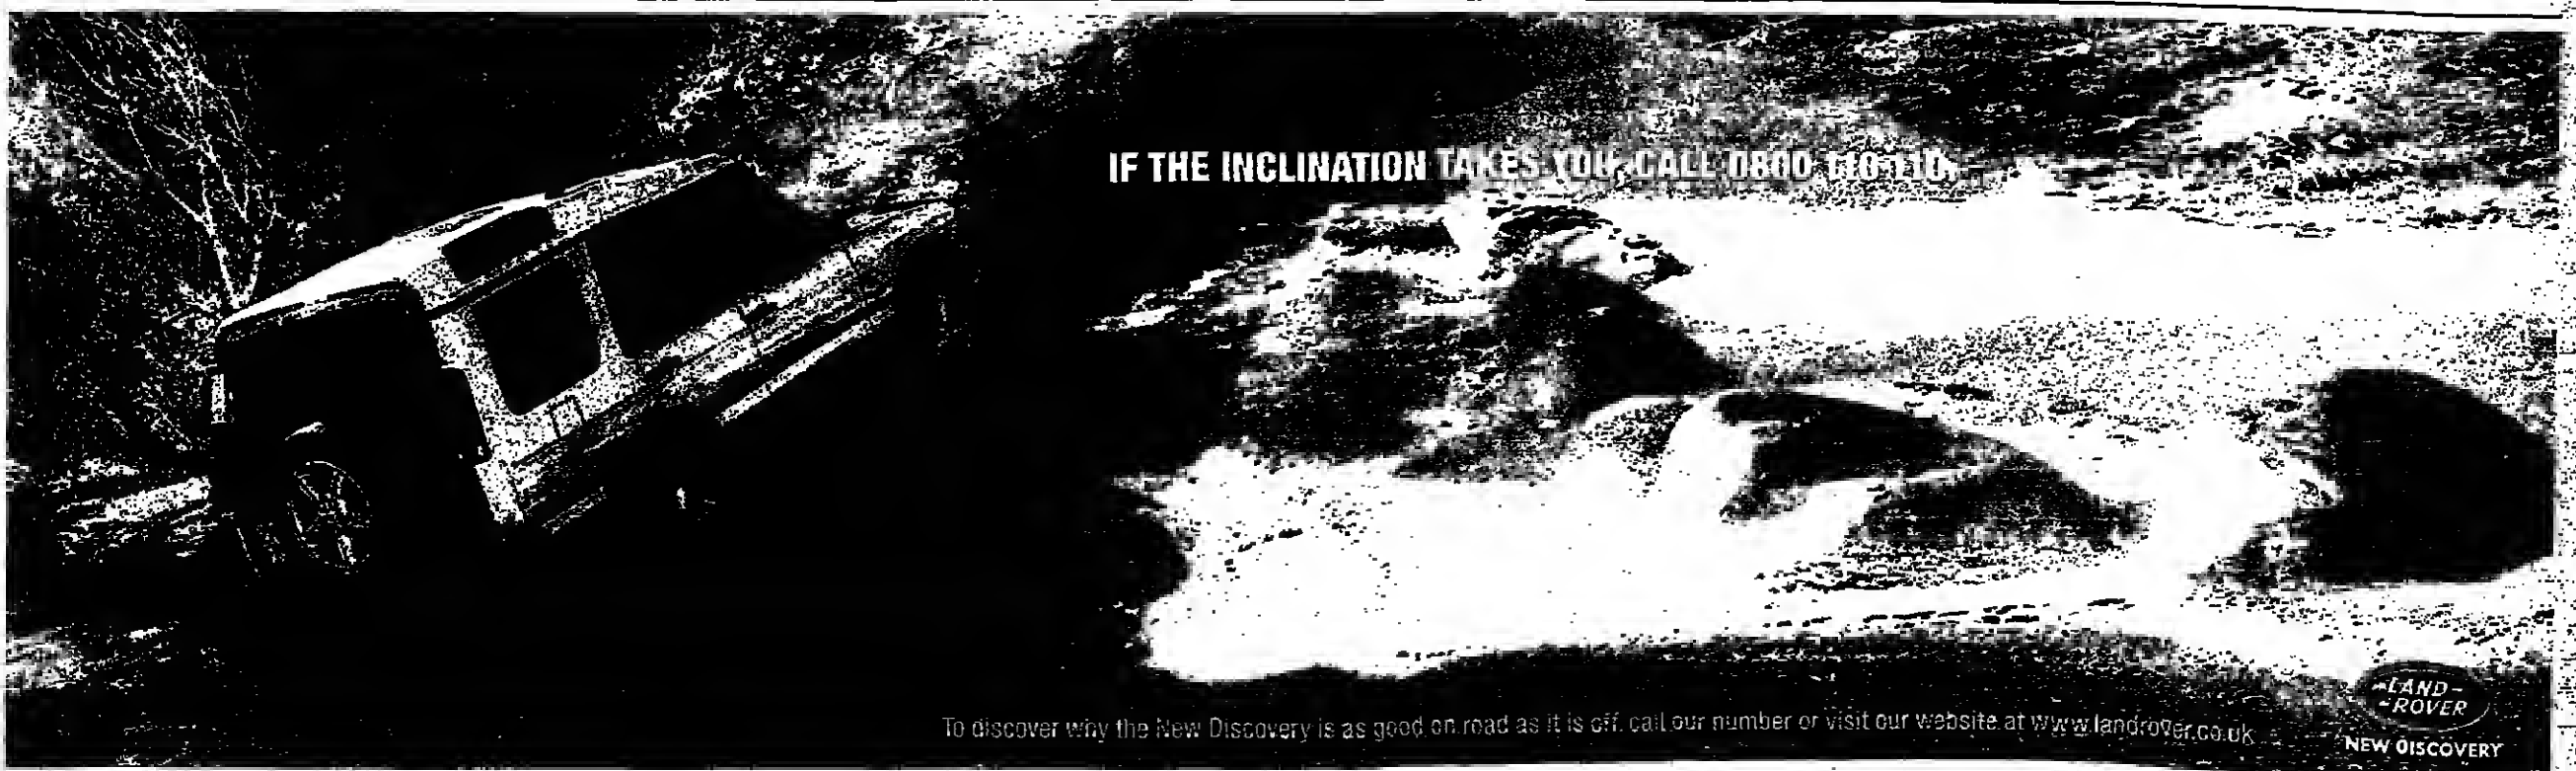 IF THE INCLINATION TAKES YOU, CALL 0800 110 110.
To discover why the New Discovery is as good on road as it is off, call our number or visit our website at www.landrover.co.uk
LAND-
-ROVER
NEW DISCOVERY